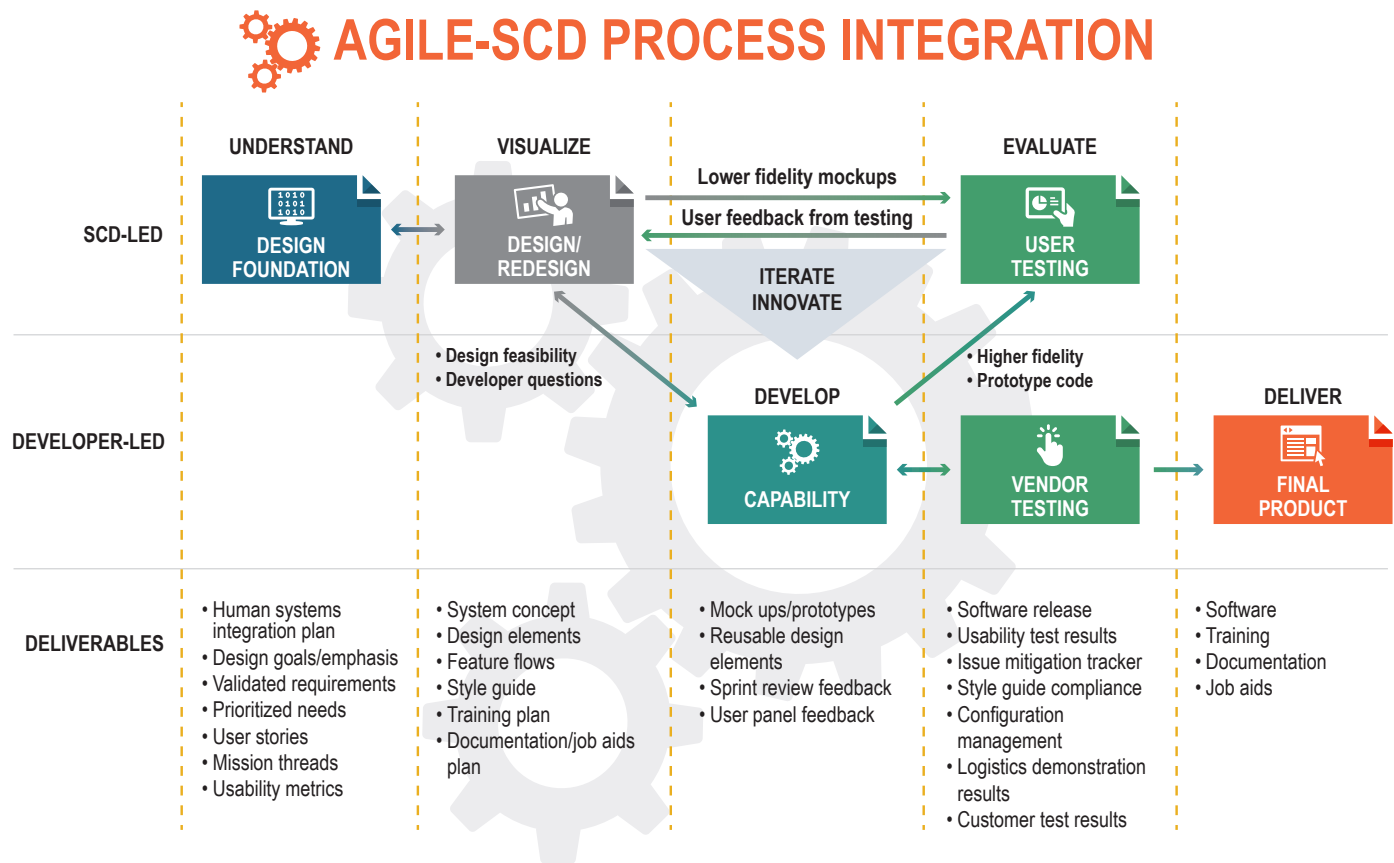 AGILE-SCD PROCESS INTEGRATION
UNDERSTAND
VISUALIZE
EVALUATE
SCD-LED
1010
0101
1010
DESIGN
FOUNDATION
DESIGN/
REDESIGN
Lower fidelity mockups
User feedback from testing
USER
TESTING
ITERATE
INNOVATE
• Design feasibility
• Developer questions
• Higher fidelity
• Prototype code
DEVELOPER-LED
DEVELOP
DELIVER
CAPABILITY
VENDOR
TESTING
FINAL
PRODUCT
DELIVERABLES
• Human systems
integration plan
• Design goals/emphasis
• Validated requirements
• Prioritized needs
• User stories
• Mission threads
• Usability metrics
• System concept
• Design elements
• Feature flows
• Style guide
• Training plan
• Documentation/job aids
plan
• Mock ups/prototypes
• Reusable design
elements
• Sprint review feedback
• User panel feedback
• Software release
• Usability test results
• Issue mitigation tracker
• Style guide compliance
• Configuration
management
• Logistics demonstration
results
• Customer test results
• Software
• Training
• Documentation
• Job aids